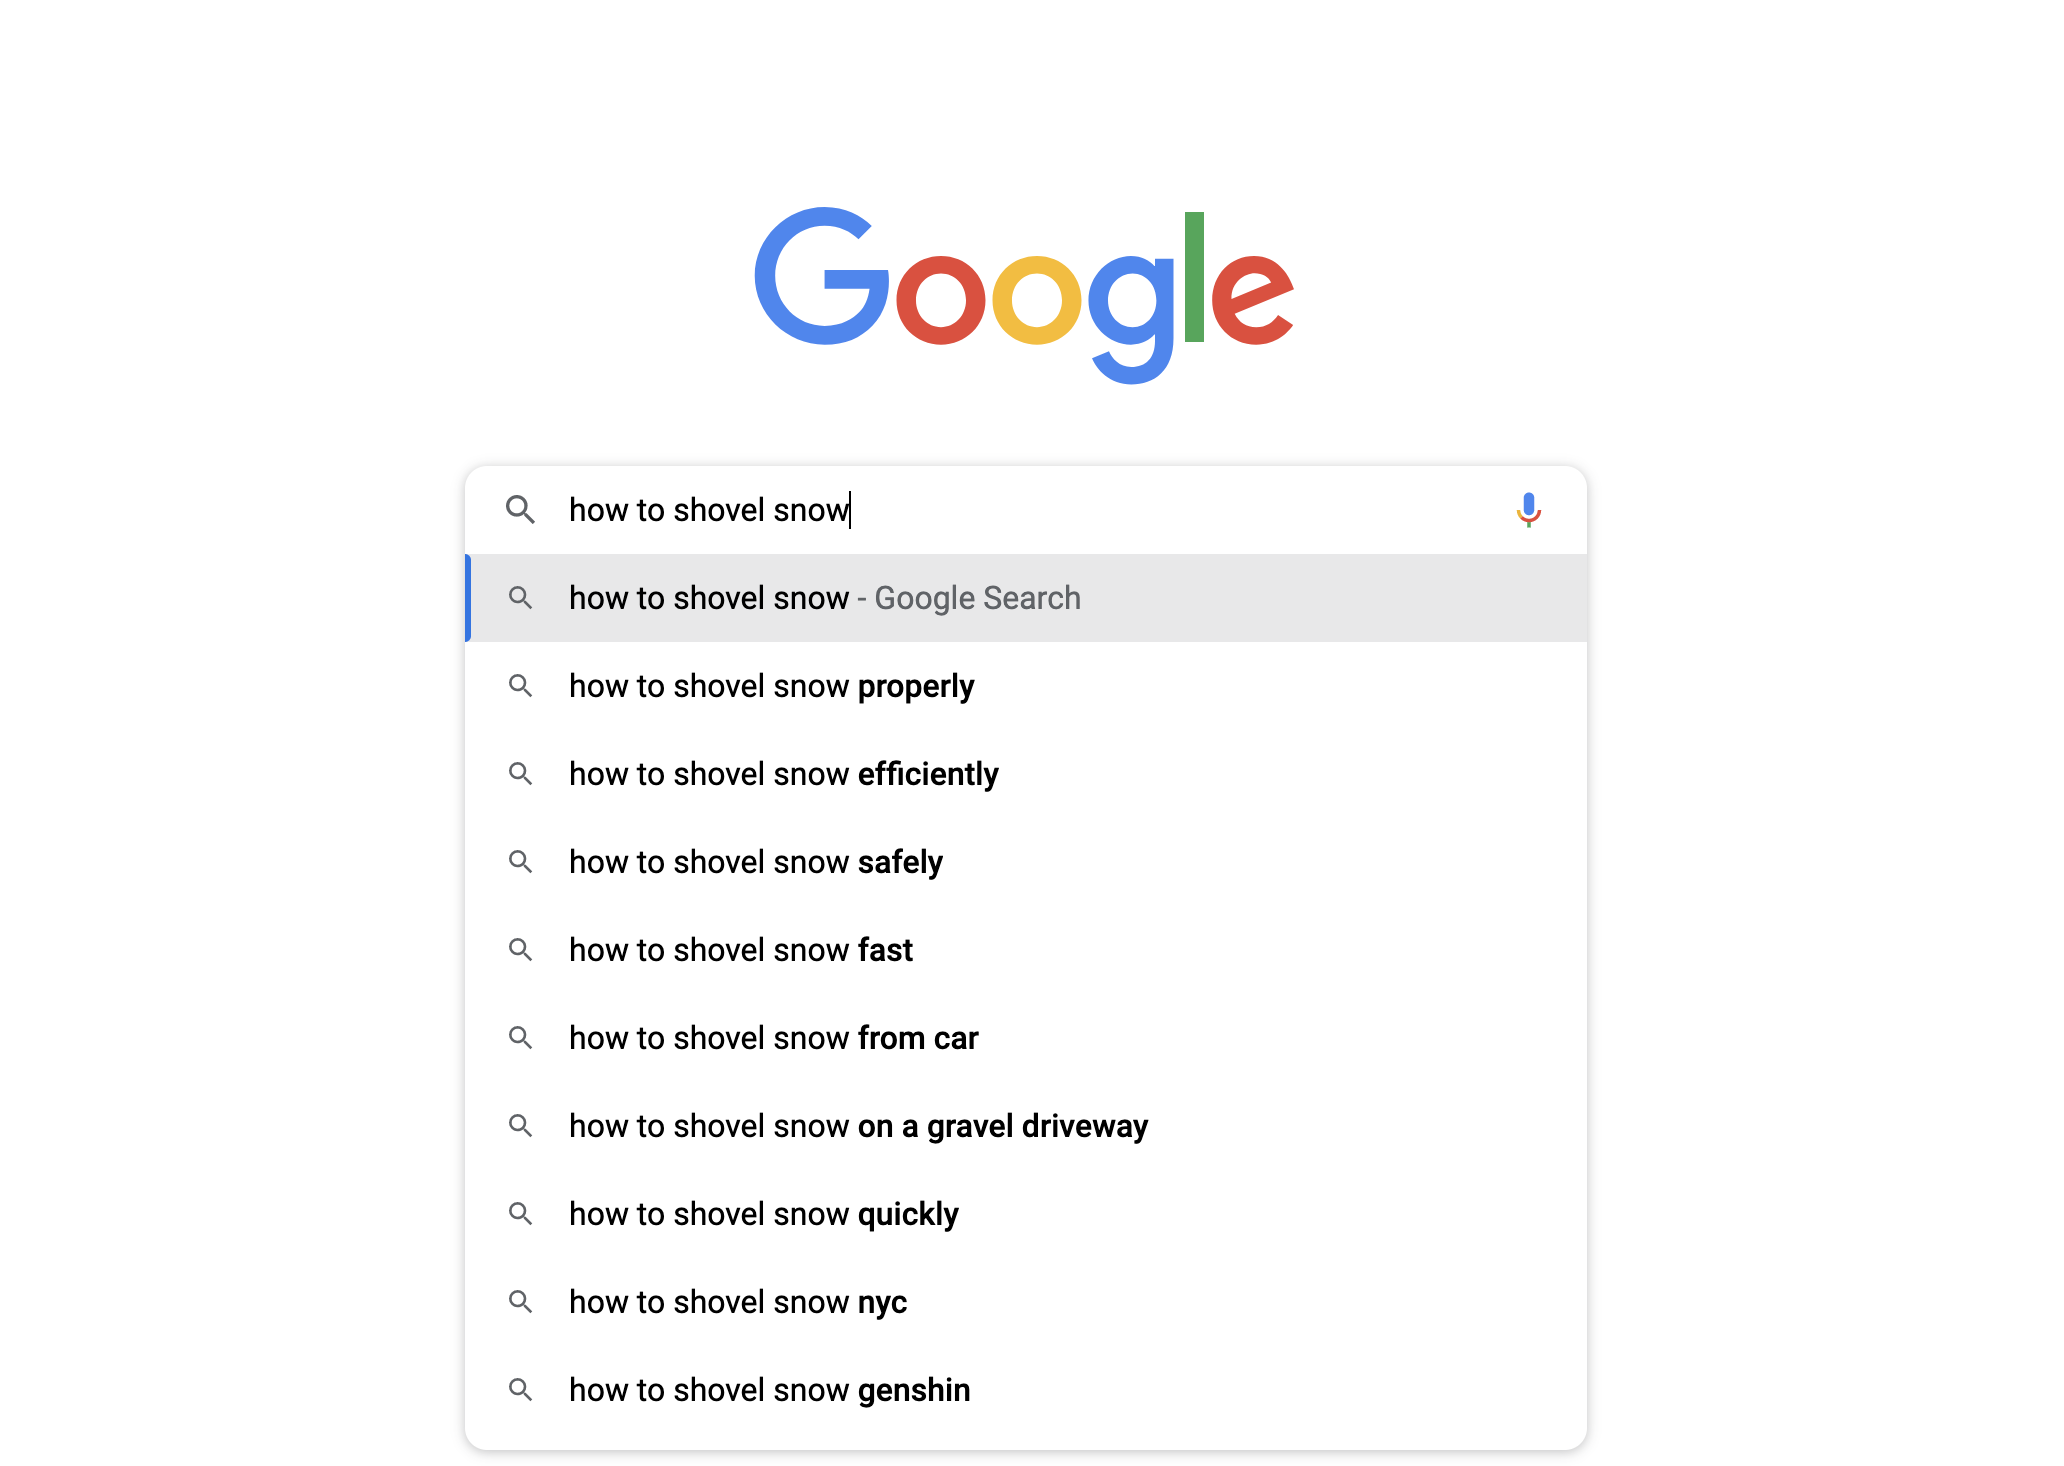 Google
how to shovel snow
how to shovel snow - Google Search
how to shovel snow properly
how to shovel snow efficiently
how to shovel snow safely
how to shovel snow fast
how to shovel snow from car
how to shovel snow on a gravel driveway
how to shovel snow quickly
how to shovel snow nyc
how to shovel snow genshin